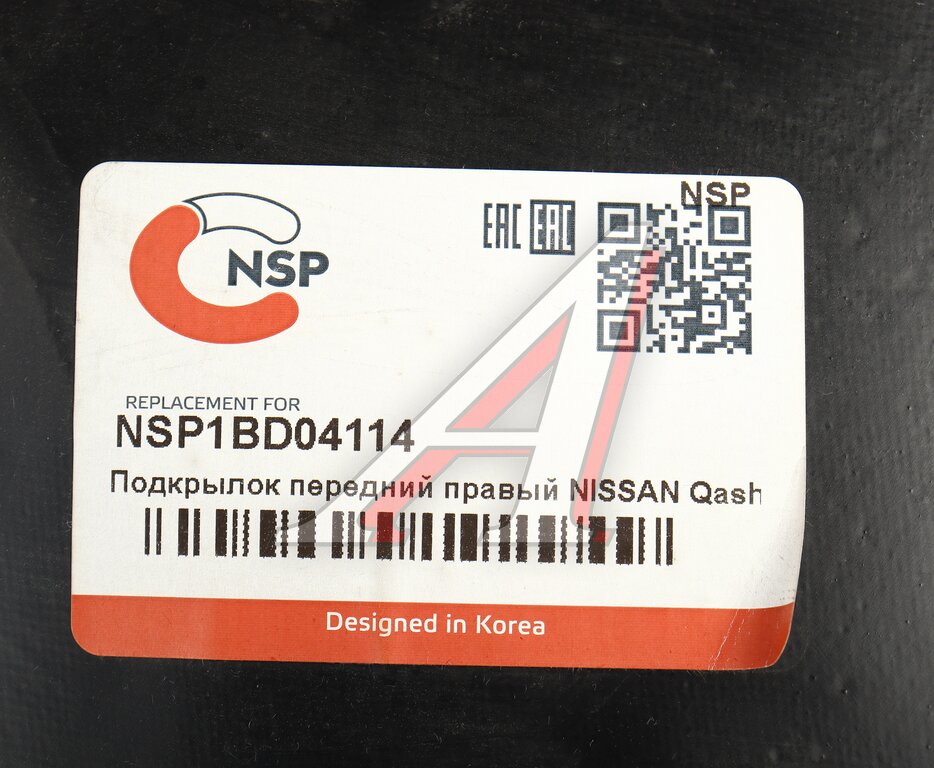 NSP
EAC EAC
NSP
REPLACEMENT FOR
NSP1BD04114
Подкрылок передний правый NISSAN Qash
Designed in Korea